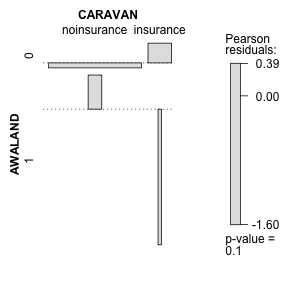 CARAVAN
noinsurance insurance
Pearson
residuals:
0.39
0.00
-1.60
p-value =
0.1
AWALAND
0
1